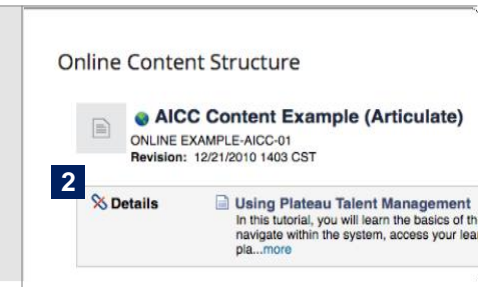 Online Content Structure
AICC Content Example (Articulate)
ONLINE EXAMPLE-AICC-01
Revision: 12/21/2010 1403 CST
2
Details Using Plateau Talent Management
In this tutorial, you will learn the basics of
navigate within the system, access your
pla...more